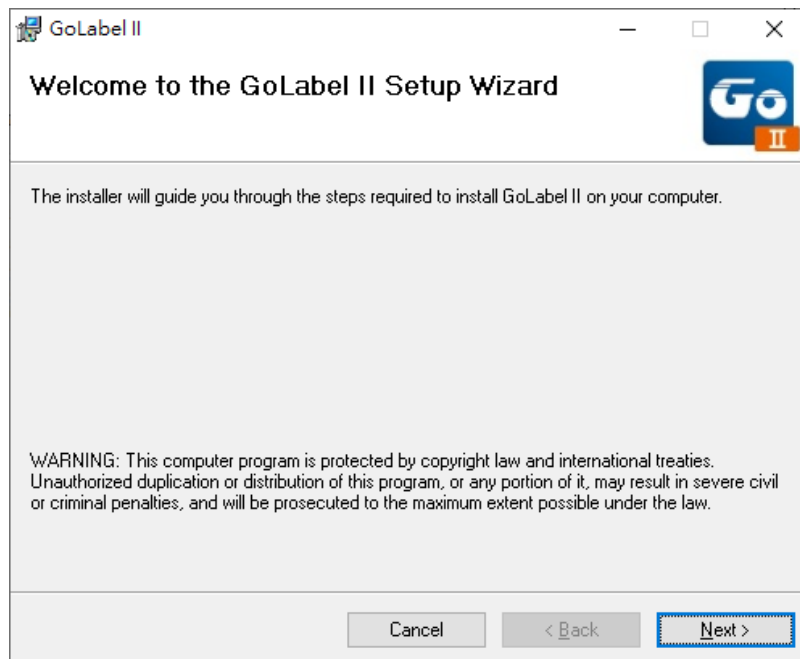 GoLabel II
Welcome to the GoLabel II Setup Wizard
Go
II
The installer will guide you through the steps required to install GoLabel II on your computer.
WARNING: This computer program is protected by copyright law and international treaties.
Unauthorized duplication or distribution of this program, or any portion of it, may result in severe civil
or criminal penalties, and will be prosecuted to the maximum extent possible under the law.
Cancel
< Back
Next >